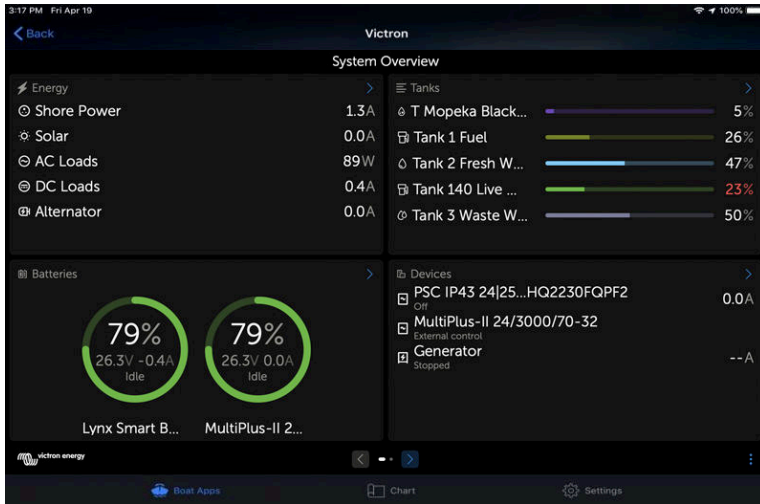 3:17 PM Fri Apr 19
100%
Back
Victron
System Overview
Energy
Shore Power 1.3A
Solar 0.0A
AC Loads 89W
DC Loads 0.4A
Alternator 0.0A
Tanks
T Mopeka Black... 5%
Tank 1 Fuel 26%
Tank 2 Fresh W... 47%
Tank 140 Live ... 23%
Tank 3 Waste W... 50%
Batteries
79%
26.3V -0.4A
Idle
Lynx Smart B...
79%
26.3V 0.0A
Idle
MultiPlus-II 2...
Devices
PSC IP43 24|25...HQ2230FQPF2 0.0A
Off
MultiPlus-II 24/3000/70-32
External control
Generator --A
Stopped
victron energy
Boat Apps
Chart
Settings